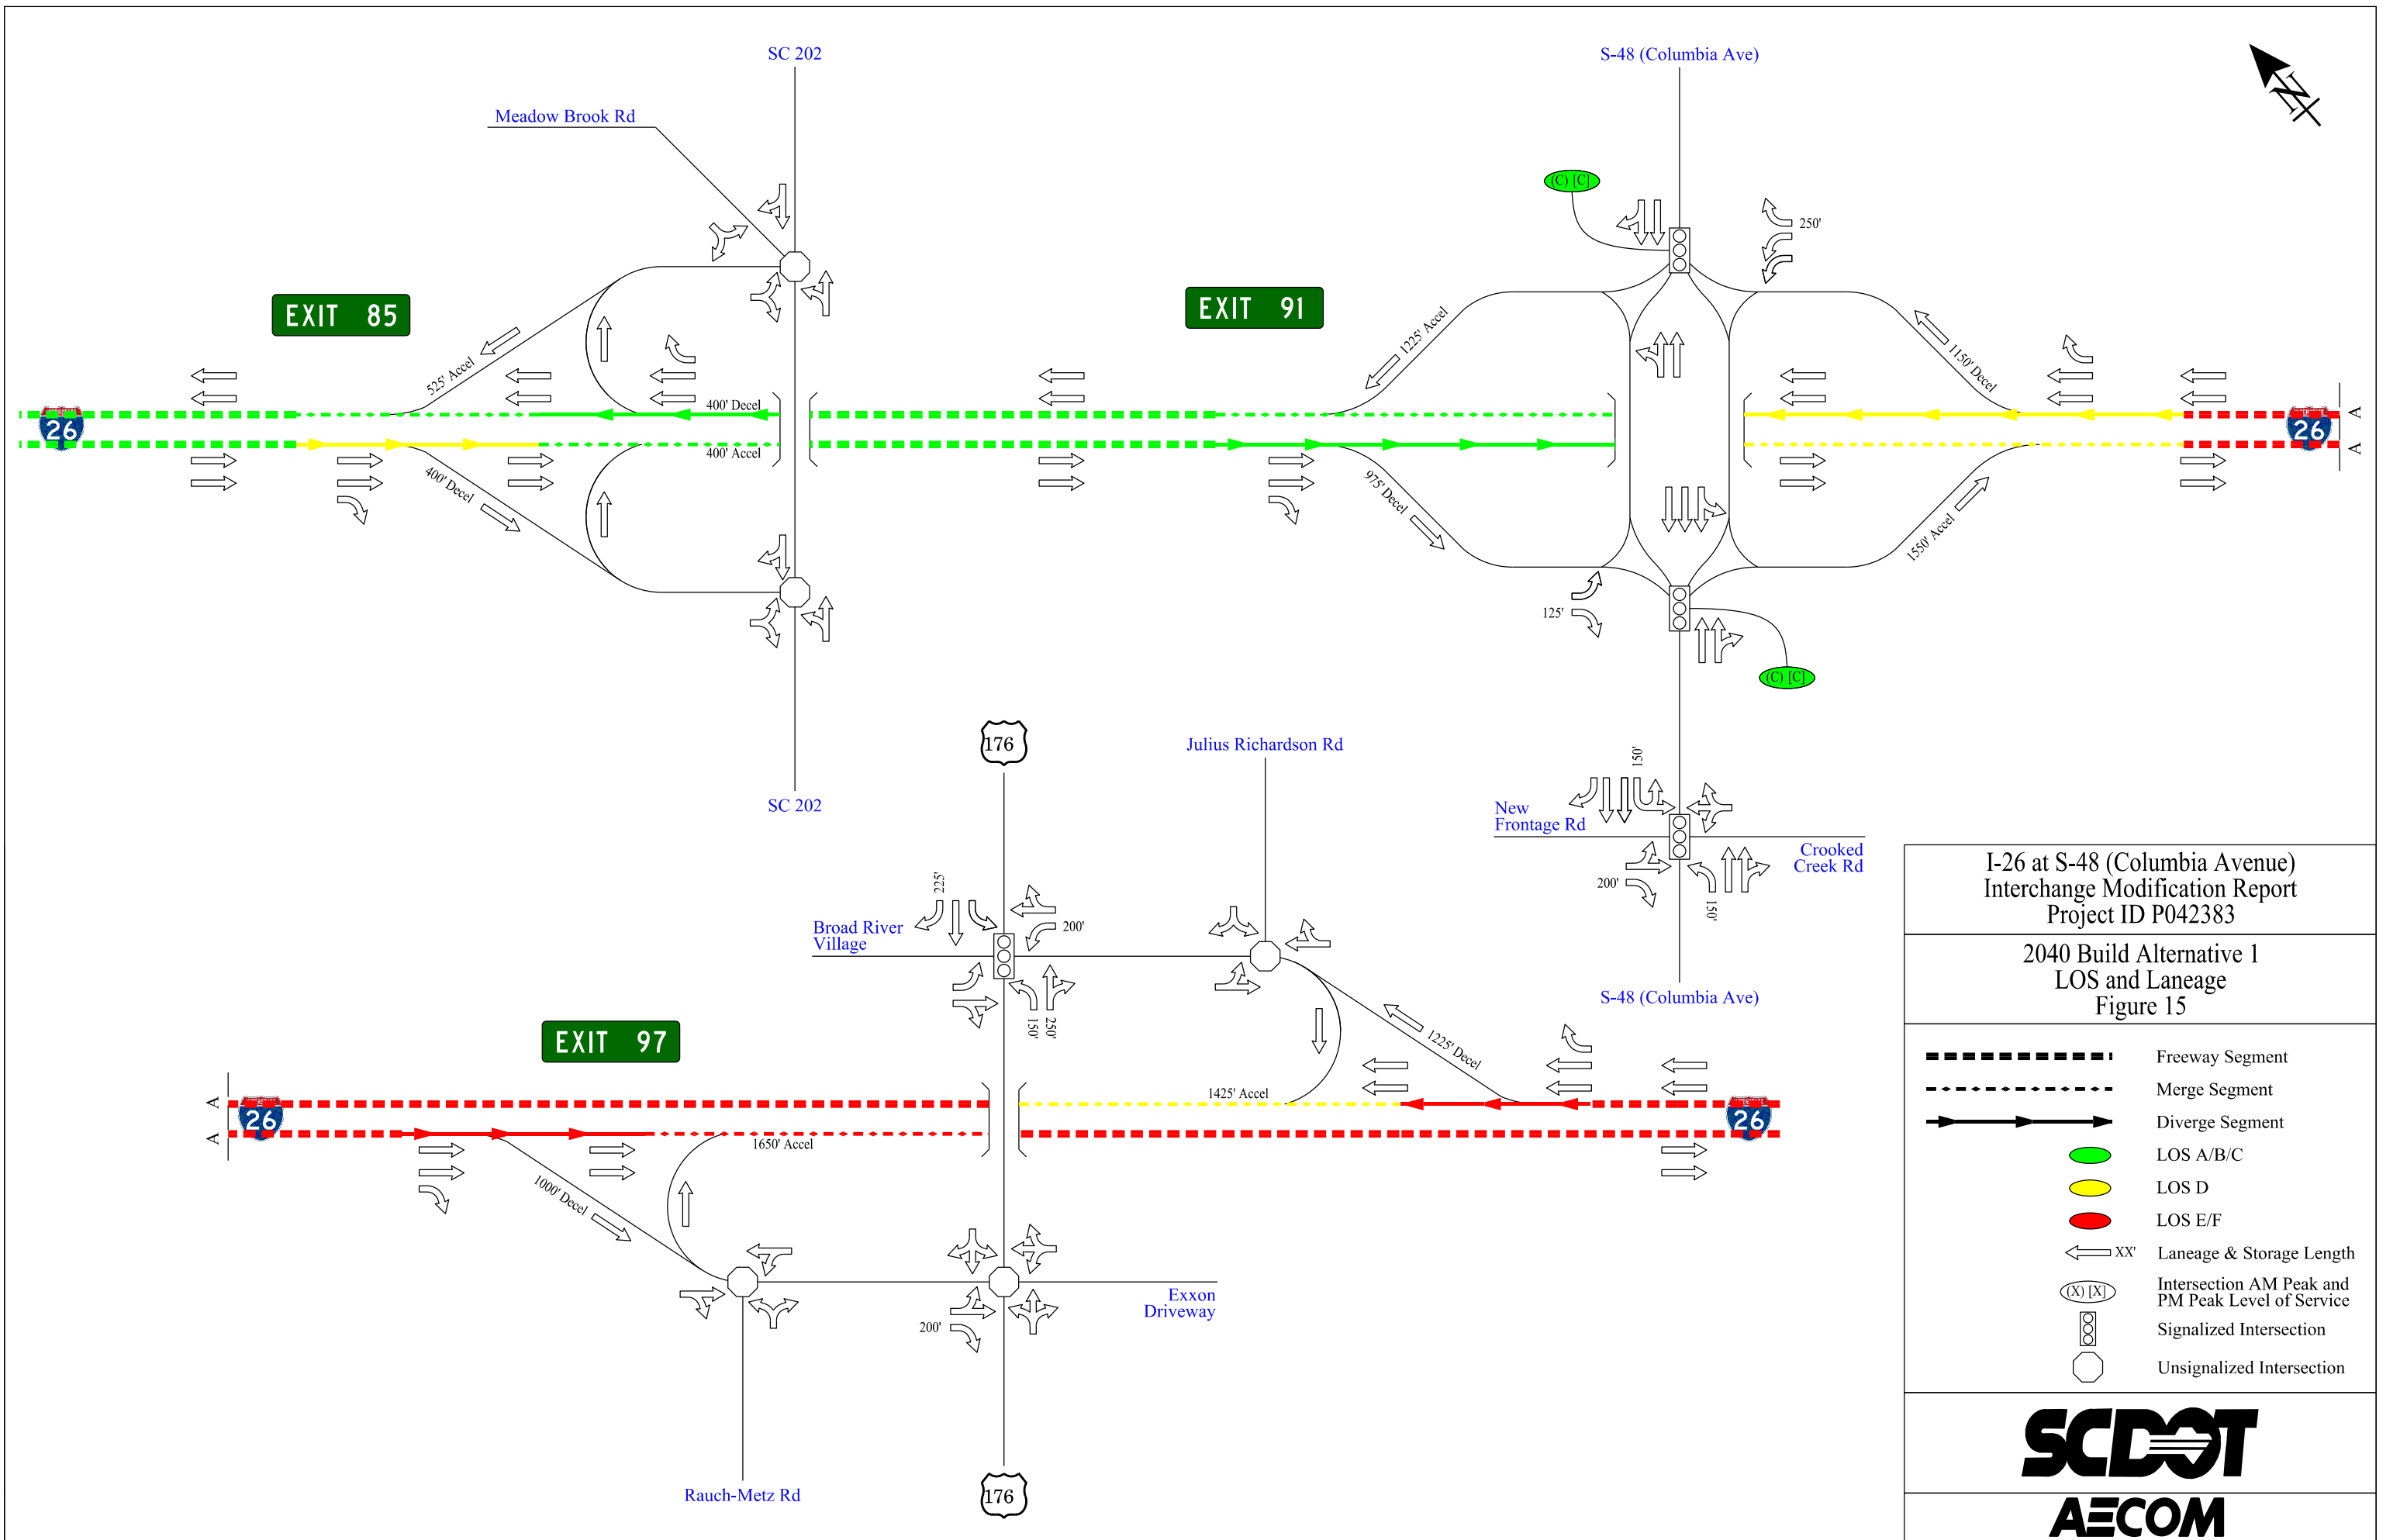 SC 202
S-48 (Columbia Ave)
Meadow Brook Rd
(C) [C]
250'
EXIT 85
EXIT 91
525' Accel
400' Decel
1225' Accel
1150' Decel
26
26
A
A
400' Accel
400' Decel
975' Decel
1550' Accel
125'
(C) [C]
SC 202
176
Julius Richardson Rd
150'
New
Frontage Rd
Crooked
Creek Rd
200'
150'
S-48 (Columbia Ave)
225'
Broad River
Village
200'
150'
250'
EXIT 97
1225' Decel
1425' Accel
A
A
26
26
1650' Accel
1000' Decel
Exxon
Driveway
200'
Rauch-Metz Rd
176
I-26 at S-48 (Columbia Avenue)
Interchange Modification Report
Project ID P042383
2040 Build Alternative 1
LOS and Laneage
Figure 15
Freeway Segment
Merge Segment
Diverge Segment
LOS A/B/C
LOS D
LOS E/F
XX' Laneage & Storage Length
(X) [X] Intersection AM Peak and
PM Peak Level of Service
Signalized Intersection
Unsignalized Intersection
SCDOT
AECOM
N